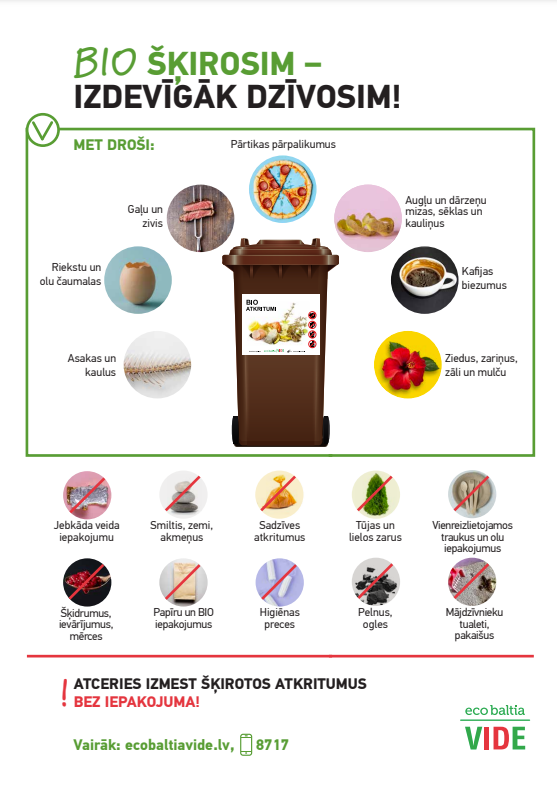 BIO ŠĶIROSIM –
IZDEVĪGĀK DZĪVOSIM!
MET DROŠI:
Pārtikas pārpalikumus
Gaļu un
zivis
Augļu un dārzeņu
mizas, sēklas un
kauliņus
Riekstu un
olu čaumalas
Kafijas
biezumus
BIO
ATKRITUMI
Asakas un
kaulus
Ziedus, zariņus,
zāli un mulču
Jebkāda veida
iepakojumu
Smiltis, zemi,
akmeņus
Sadzīves
atkritumus
Tūjas un
lielos zarus
Vienreizlietojamos
traukus un olu
iepakojumus
Šķidrumus,
ievārījumus,
mērces
Papīru un BIO
iepakojumus
Higiēnas
preces
Pelnus,
ogles
Mājdzīvnieku
tualeti,
pakaišus
! ATCERIES IZMEST ŠĶIROTOS ATKRITUMUS
BEZ IEPAKOJUMA!
Vairāk: ecobaltiavide.lv, 8717
eco baltia
VIDE